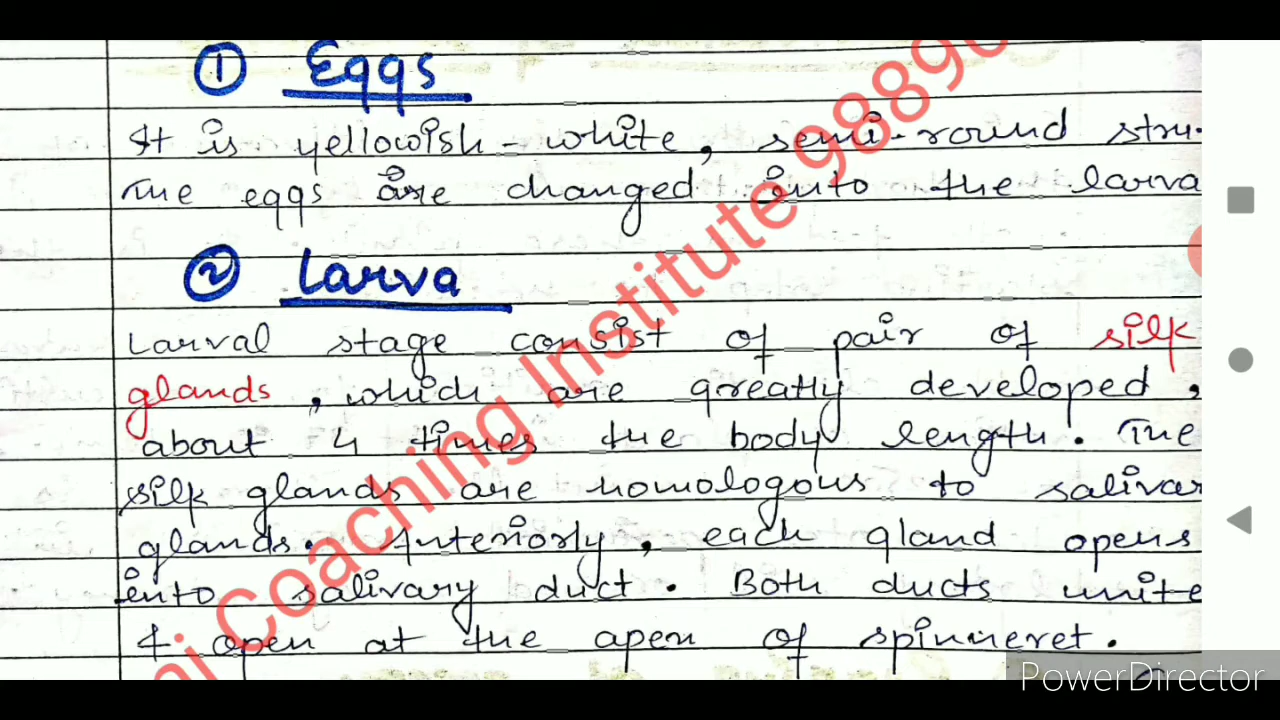 ① Eggs
It is yellowish-white, semi-round stru.
The eggs are changed into the larva
② Larva
Larval stage consist of pair of silk
glands, which are greatly developed,
about 4 times the body length. The
silk glands are homologous to salivar
glands. Anteriorly, each gland opens
into salivary duct. Both ducts unite
& open at the apen of spinneret.
ni Coaching Institute 98896
PowerDirector